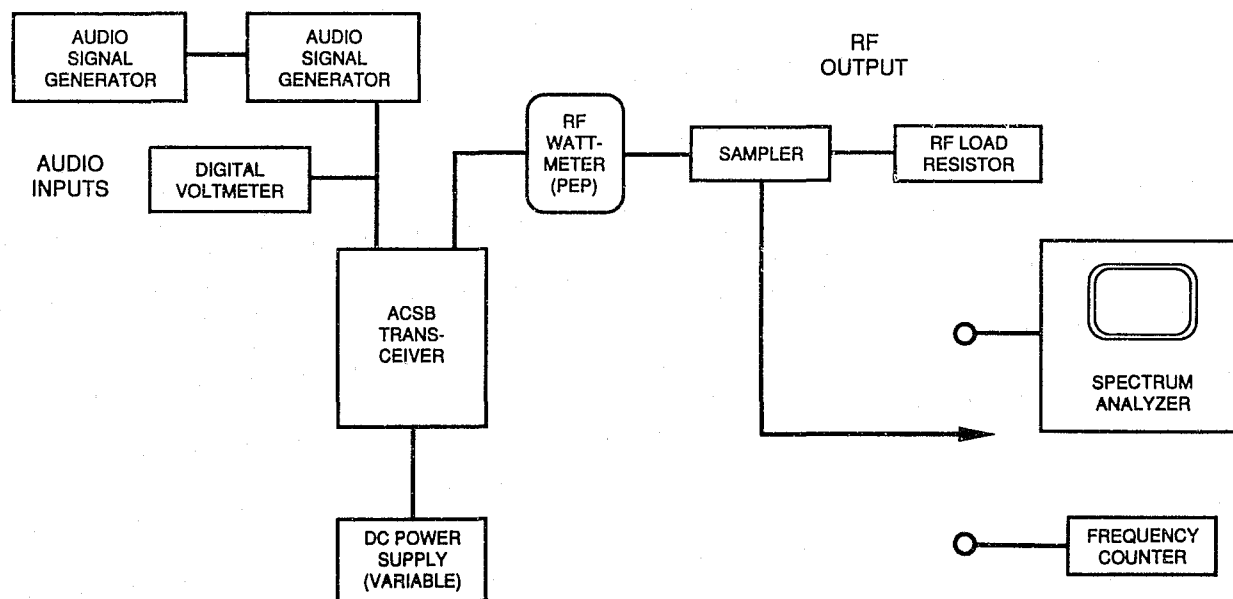 AUDIO
SIGNAL
GENERATOR
AUDIO
SIGNAL
GENERATOR
RF
OUTPUT
AUDIO
INPUTS
DIGITAL
VOLTMETER
RF
WATT-
METER
(PEP)
SAMPLER
RF LOAD
RESISTOR
ACSB
TRANS-
CEIVER
SPECTRUM
ANALYZER
DC POWER
SUPPLY
(VARIABLE)
FREQUENCY
COUNTER